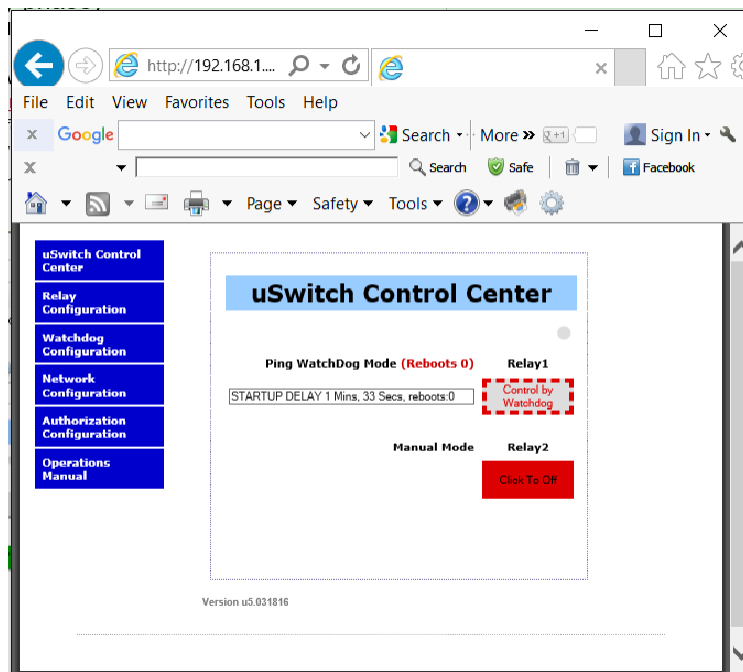 http://192.168.1....
File Edit View Favorites Tools Help
x Google Search More » +1 Sign In
x Search Safe Facebook
Page Safety Tools
uSwitch Control
Center
Relay
Configuration
Watchdog
Configuration
Network
Configuration
Authorization
Configuration
Operations
Manual
uSwitch Control Center
Ping WatchDog Mode (Reboots 0) Relay1
STARTUP DELAY 1 Mins, 33 Secs, reboots:0
Control by
Watchdog
Manual Mode Relay2
Click To Off
Version u5.031816